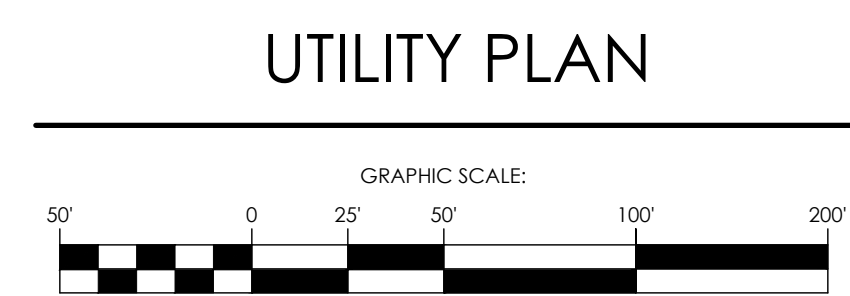 UTILITY PLAN
GRAPHIC SCALE:
50' 0 25' 50' 100' 200'